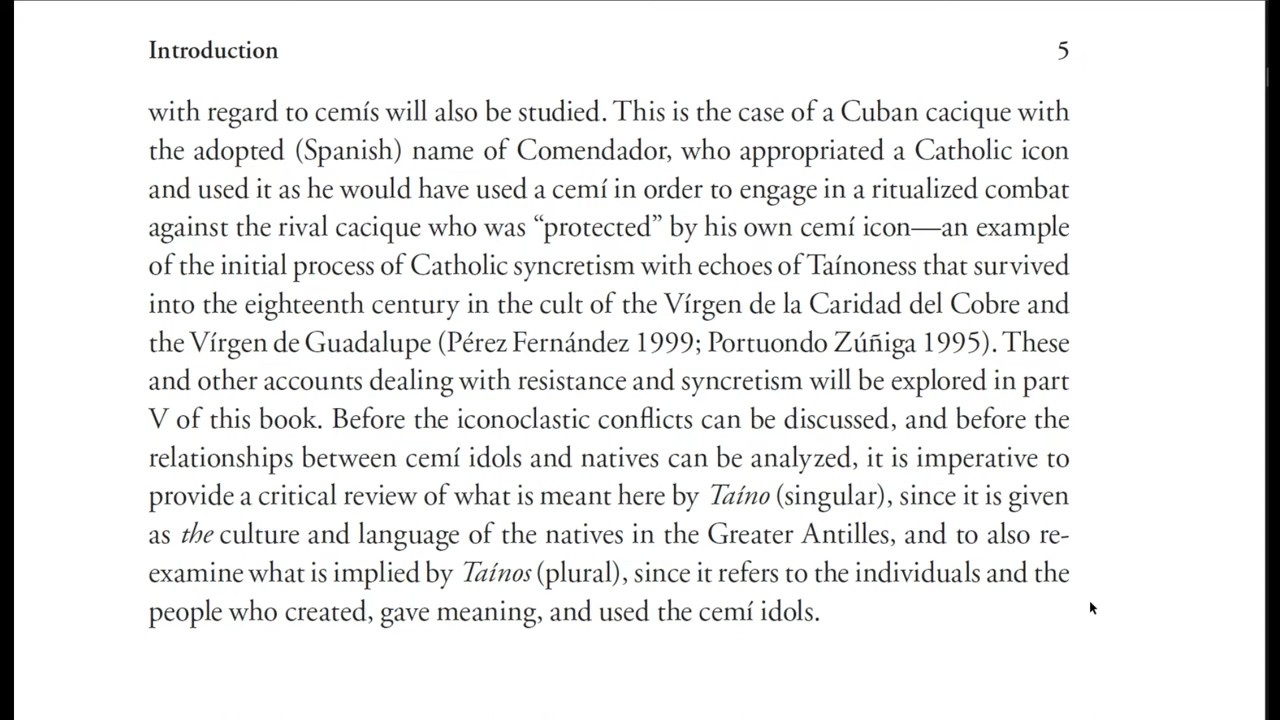 Introduction 5
with regard to cemís will also be studied. This is the case of a Cuban cacique with
the adopted (Spanish) name of Comendador, who appropriated a Catholic icon
and used it as he would have used a cemí in order to engage in a ritualized combat
against the rival cacique who was “protected” by his own cemí icon—an example
of the initial process of Catholic syncretism with echoes of Taínoness that survived
into the eighteenth century in the cult of the Vírgen de la Caridad del Cobre and
the Vírgen de Guadalupe (Pérez Fernández 1999; Portuondo Zúñiga 1995). These
and other accounts dealing with resistance and syncretism will be explored in part
V of this book. Before the iconoclastic conflicts can be discussed, and before the
relationships between cemí idols and natives can be analyzed, it is imperative to
provide a critical review of what is meant here by Taíno (singular), since it is given
as the culture and language of the natives in the Greater Antilles, and to also re-
examine what is implied by Taínos (plural), since it refers to the individuals and the
people who created, gave meaning, and used the cemí idols.